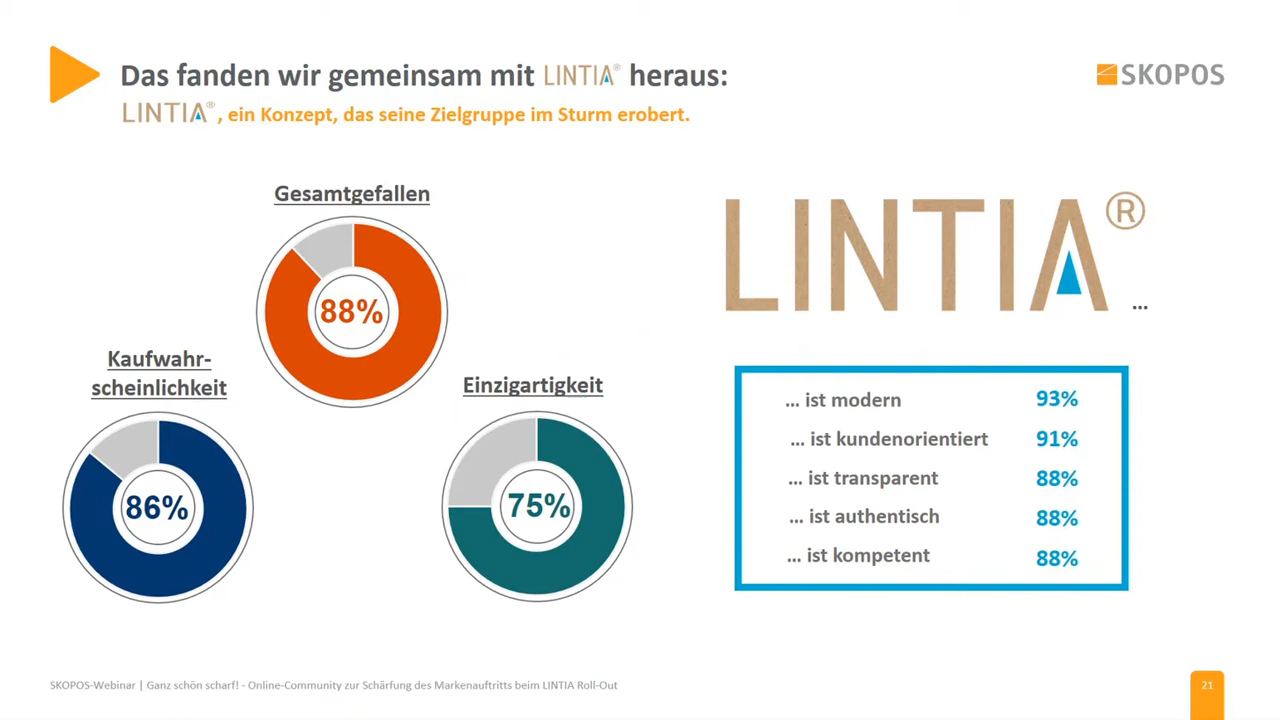 Das fanden wir gemeinsam mit LINTIA® heraus:
LINTIA®, ein Konzept, das seine Zielgruppe im Sturm erobert.
SKOPOS
Gesamtgefallen
88%
Kaufwahr-
scheinlichkeit
86%
Einzigartigkeit
75%
LINTIA® ...
... ist modern 93%
... ist kundenorientiert 91%
... ist transparent 88%
... ist authentisch 88%
... ist kompetent 88%
SKOPOS-Webinar | Ganz schön scharf! - Online-Community zur Schärfung des Markenauftritts beim LINTIA Roll-Out
21